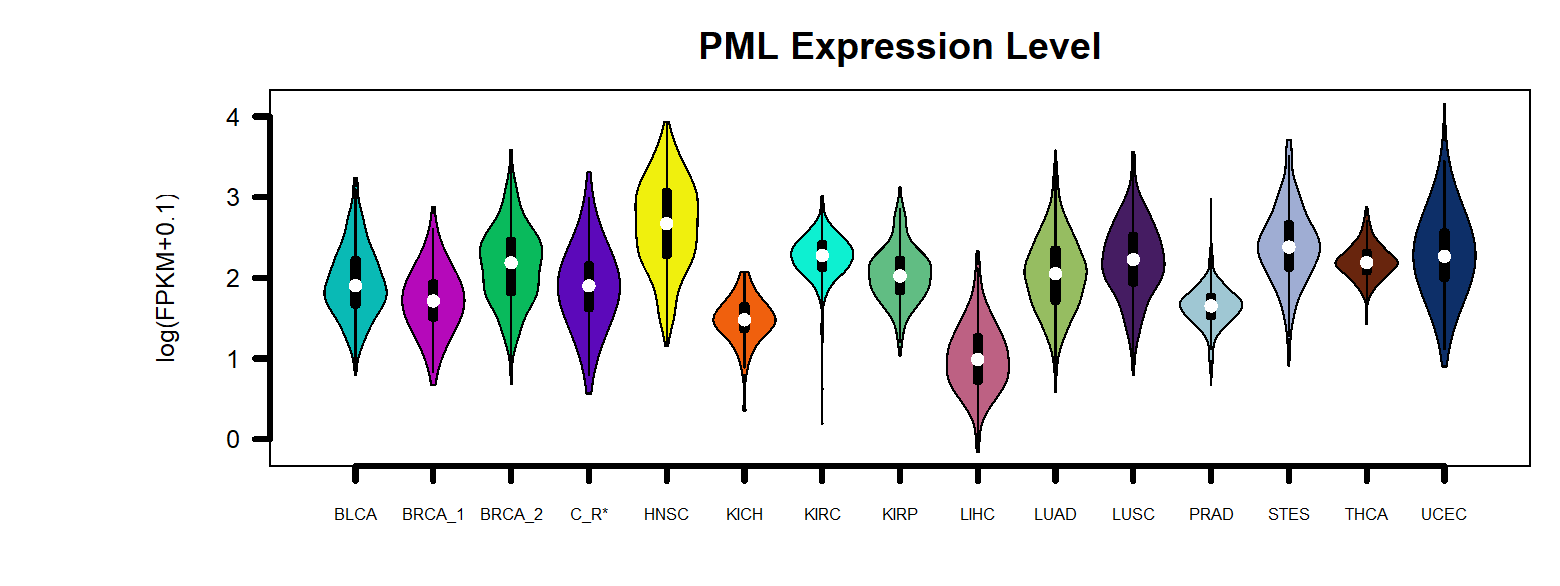 PML Expression Level
log(FPKM+0.1)
4
3
2
1
0
BLCA BRCA_1 BRCA_2 C_R* HNSC KICH KIRC KIRP LIHC LUAD LUSC PRAD STES THCA UCEC